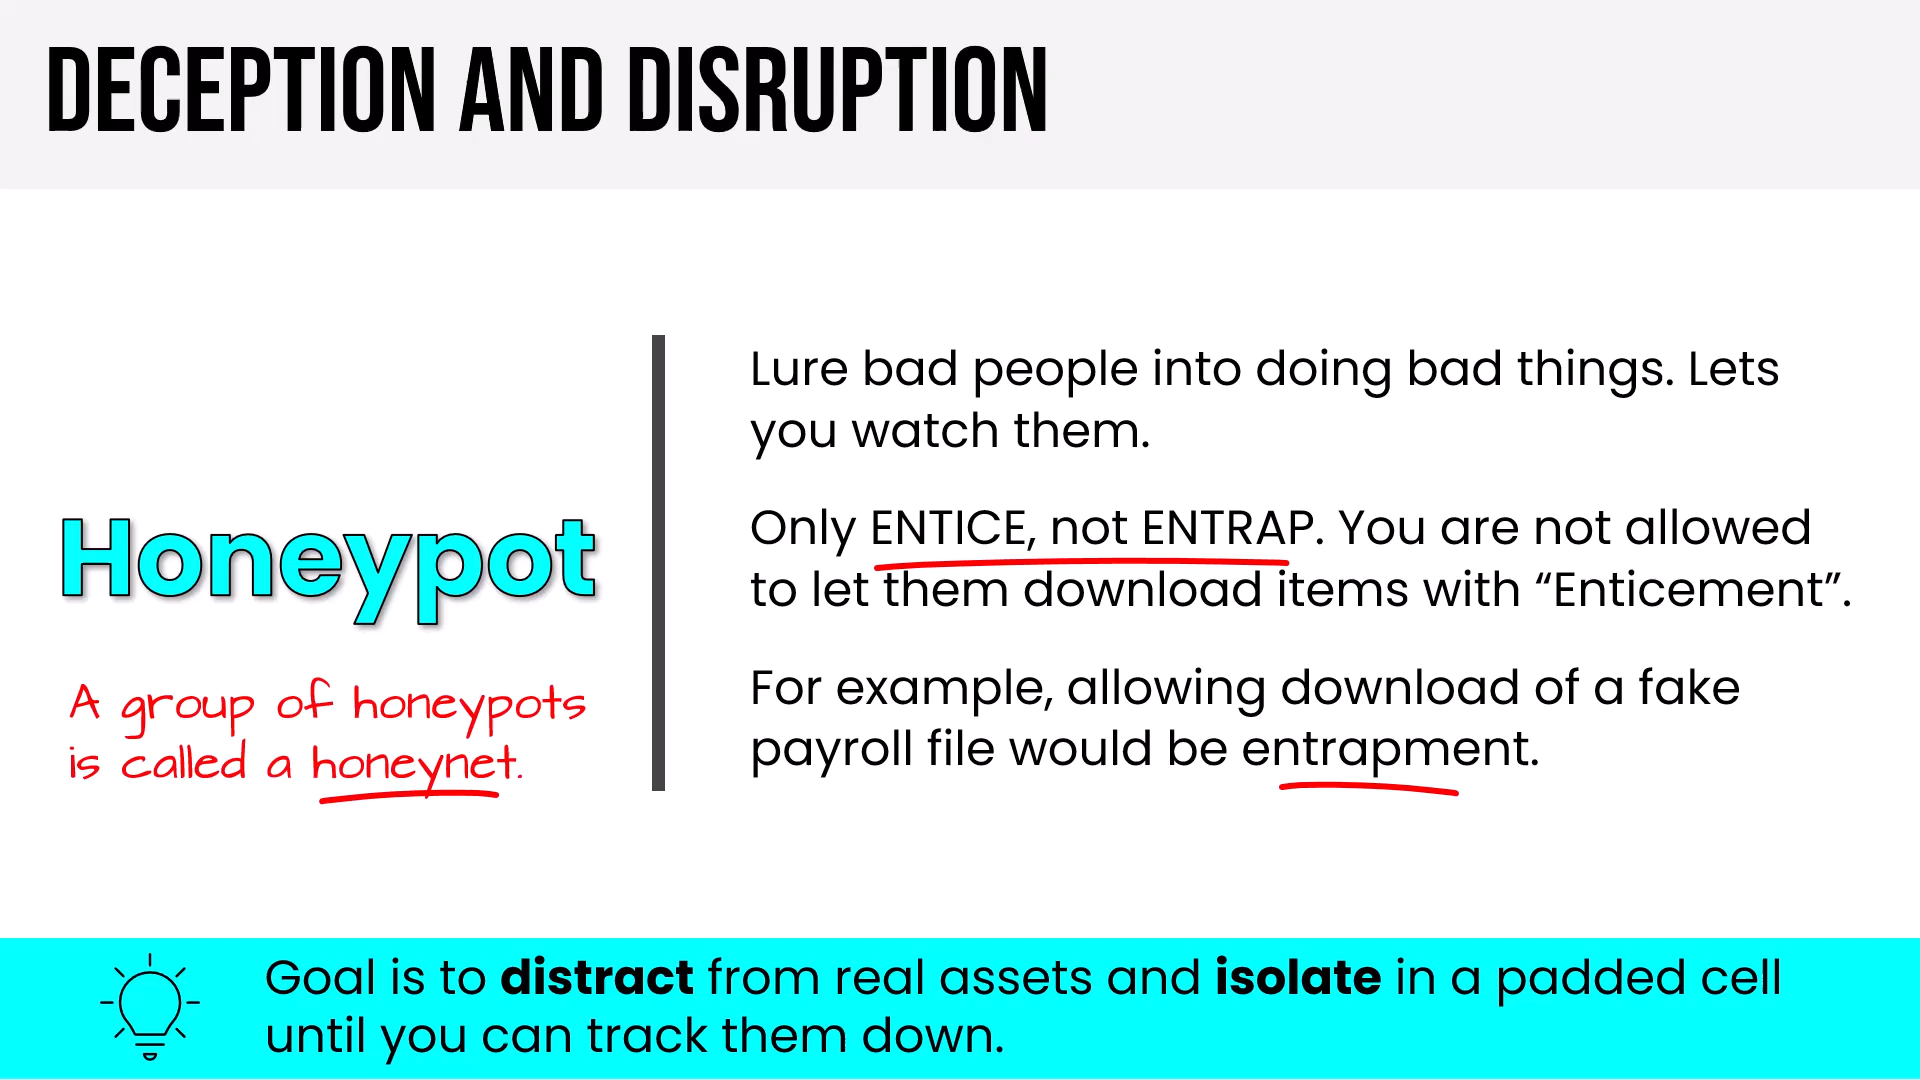 DECEPTION AND DISRUPTION
Honeypot
A group of honeypots
is called a honeynet.
Lure bad people into doing bad things. Lets
you watch them.
Only ENTICE, not ENTRAP. You are not allowed
to let them download items with “Enticement”.
For example, allowing download of a fake
payroll file would be entrapment.
Goal is to distract from real assets and isolate in a padded cell
until you can track them down.